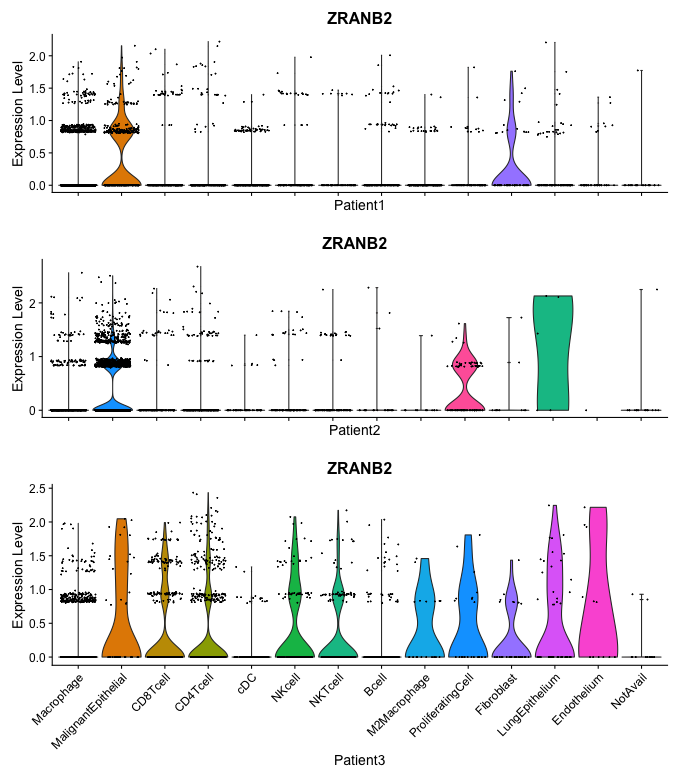 ZRANB2
Expression Level
2.0
1.5
1.0
0.5
0.0
Patient1
ZRANB2
Expression Level
2
1
0
Patient2
ZRANB2
Expression Level
2.5
2.0
1.5
1.0
0.5
0.0
Macrophage
MalignantEpithelial
CD8Tcell
CD4Tcell
cDC
NKcell
NKTcell
Bcell
M2Macrophage
ProliferatingCell
Fibroblast
LungEpithelium
Endothelium
NotAvail
Patient3